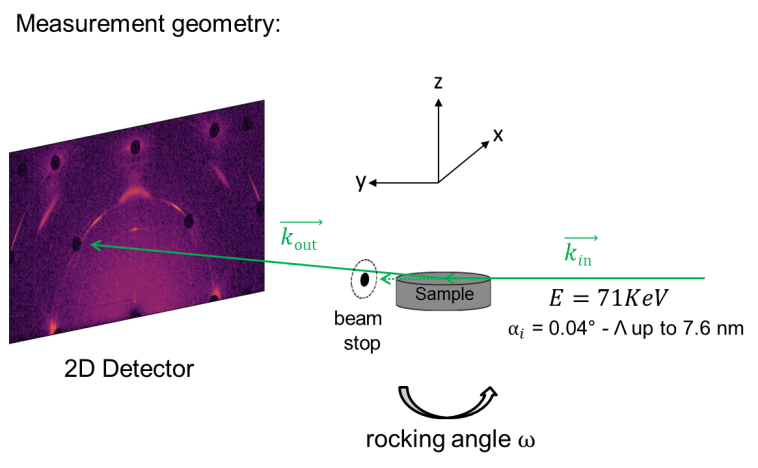 Measurement geometry:
z
x
y
k_out
k_in
Sample
E = 71KeV
α_i = 0.04° - Λ up to 7.6 nm
beam
stop
2D Detector
rocking angle ω